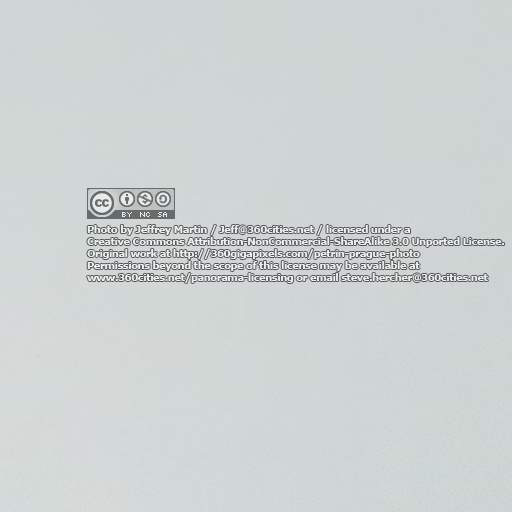 cc BY NC SA
Photo by Jeffrey Martin / Jeff@360cities.net / licensed under a
Creative Commons Attribution-NonCommercial-ShareAlike 3.0 Unported License.
Original work at http://360gigapixels.com/petrin-prague-photo
Permissions beyond the scope of this license may be available at
www.360cities.net/panorama-licensing or email steve.hercher@360cities.net